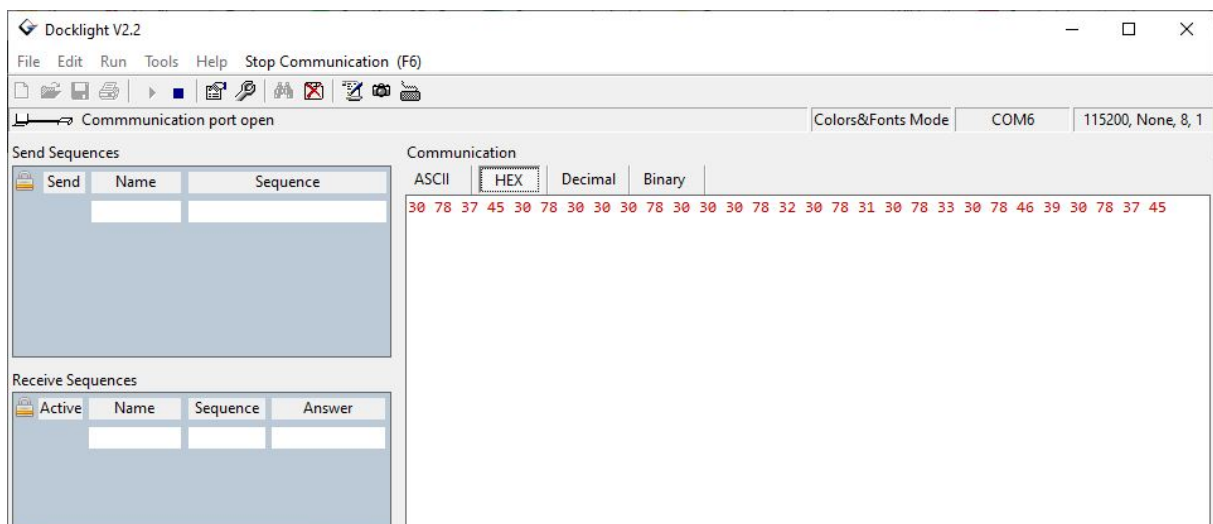 Docklight V2.2
File Edit Run Tools Help Stop Communication (F6)
Commmunication port open
Colors&Fonts Mode
COM6
115200, None, 8, 1
Send Sequences
Send Name Sequence
Communication
ASCII HEX Decimal Binary
30 78 37 45 30 78 30 30 30 78 30 30 30 78 32 30 78 31 30 78 33 30 78 46 39 30 78 37 45
Receive Sequences
Active Name Sequence Answer